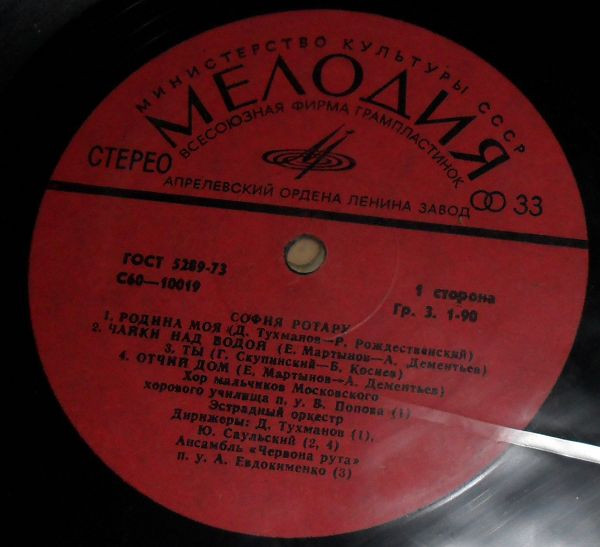 МИНИСТЕРСТВО КУЛЬТУРЫ СССР
МЕЛОДИЯ
ВСЕСОЮЗНАЯ ФИРМА ГРАМПЛАСТИНОК
СТЕРЕО
АПРЕЛЕВСКИЙ ОРДЕНА ЛЕНИНА ЗАВОД
33
ГОСТ 5289-73
С60—10019
1 сторона
Гр. 3. 1-90
СОФИЯ РОТАРУ
1. РОДИНА МОЯ (Д. Тухманов—Р. Рождественский)
2. ЧАЙКИ НАД ВОДОЙ (Е. Мартынов—А. Дементьев)
3. ТЫ (Г. Скупинский—Б. Косиев)
4. ОТЧИЙ ДОМ (Е. Мартынов—А. Дементьев)
Хор мальчиков Московского
хорового училища п. у. В. Попова (1)
Эстрадный оркестр
Дирижеры: Д. Тухманов (1),
Ю. Саульский (2, 4)
Ансамбль «Червона рута»
п. у. А. Евдокименко (3)